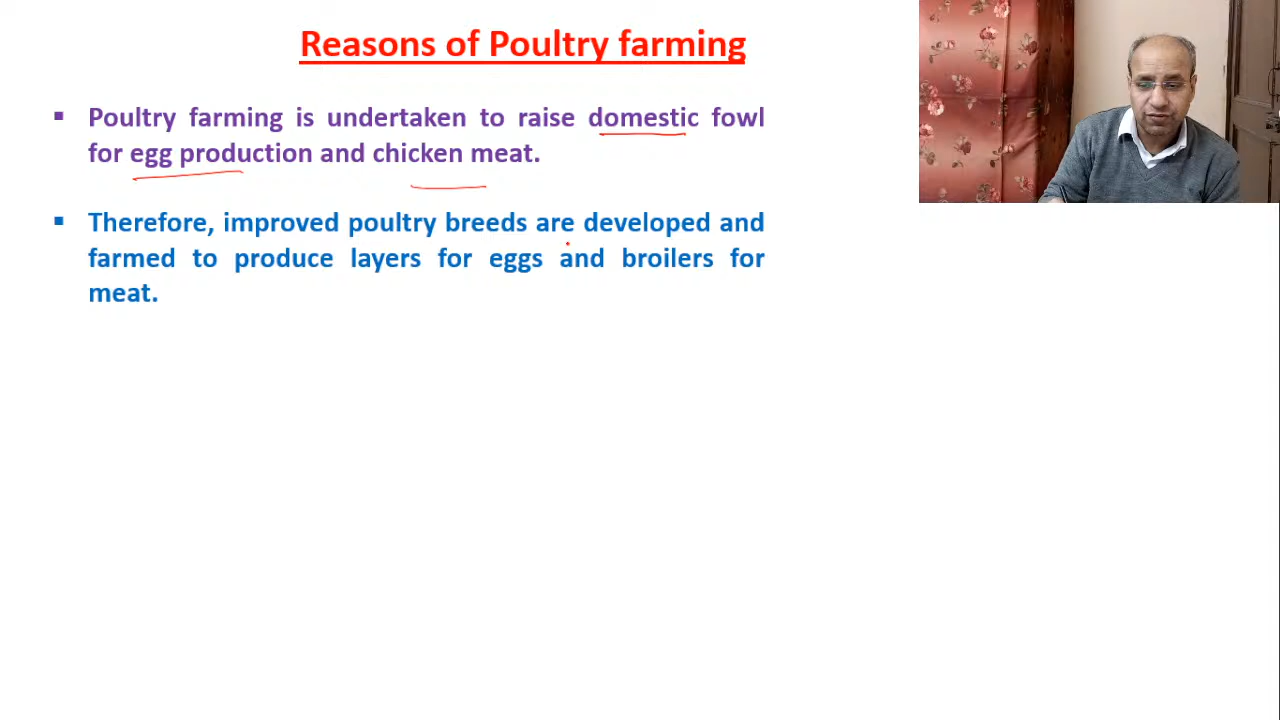 Reasons of Poultry farming
▪ Poultry farming is undertaken to raise domestic fowl
for egg production and chicken meat.
▪ Therefore, improved poultry breeds are developed and
farmed to produce layers for eggs and broilers for
meat.